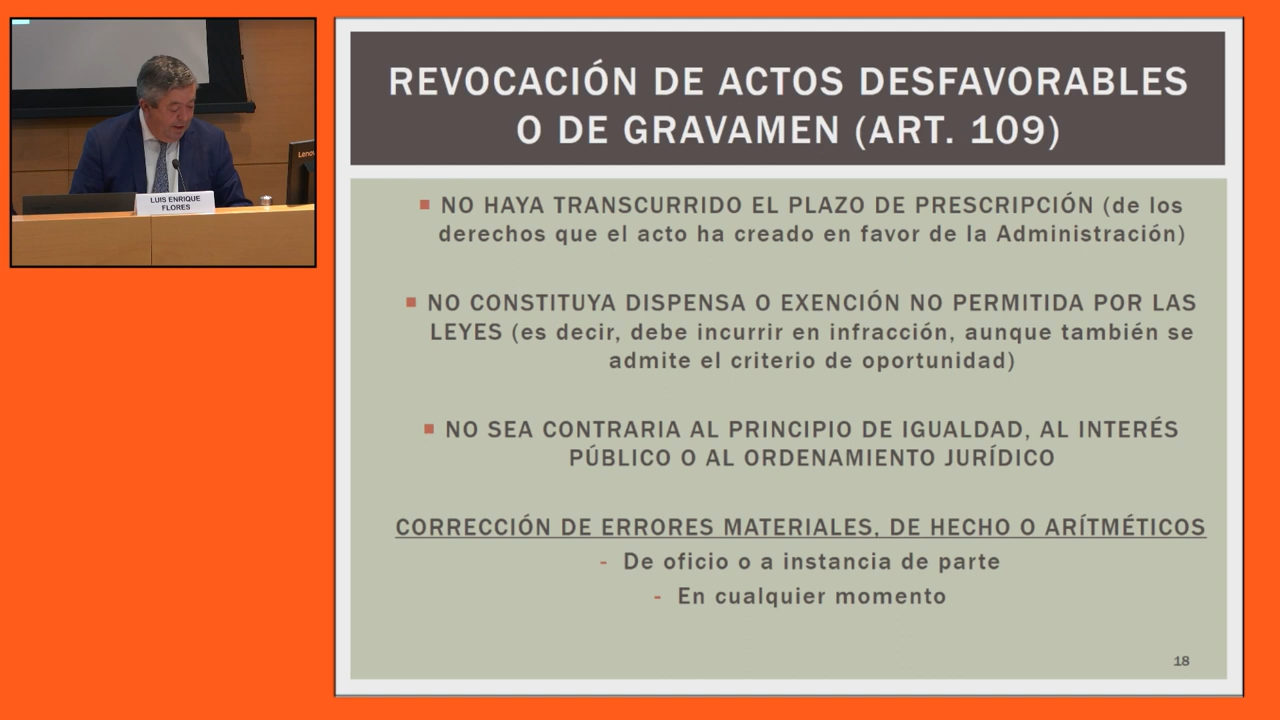 Lenovo
LUIS ENRIQUE
FLORES
REVOCACIÓN DE ACTOS DESFAVORABLES
O DE GRAVAMEN (ART. 109)
NO HAYA TRANSCURRIDO EL PLAZO DE PRESCRIPCIÓN (de los
derechos que el acto ha creado en favor de la Administración)
NO CONSTITUYA DISPENSA O EXENCIÓN NO PERMITIDA POR LAS
LEYES (es decir, debe incurrir en infracción, aunque también se
admite el criterio de oportunidad)
NO SEA CONTRARIA AL PRINCIPIO DE IGUALDAD, AL INTERÉS
PÚBLICO O AL ORDENAMIENTO JURÍDICO
CORRECCIÓN DE ERRORES MATERIALES, DE HECHO O ARÍTMÉTICOS
- De oficio o a instancia de parte
- En cualquier momento
18